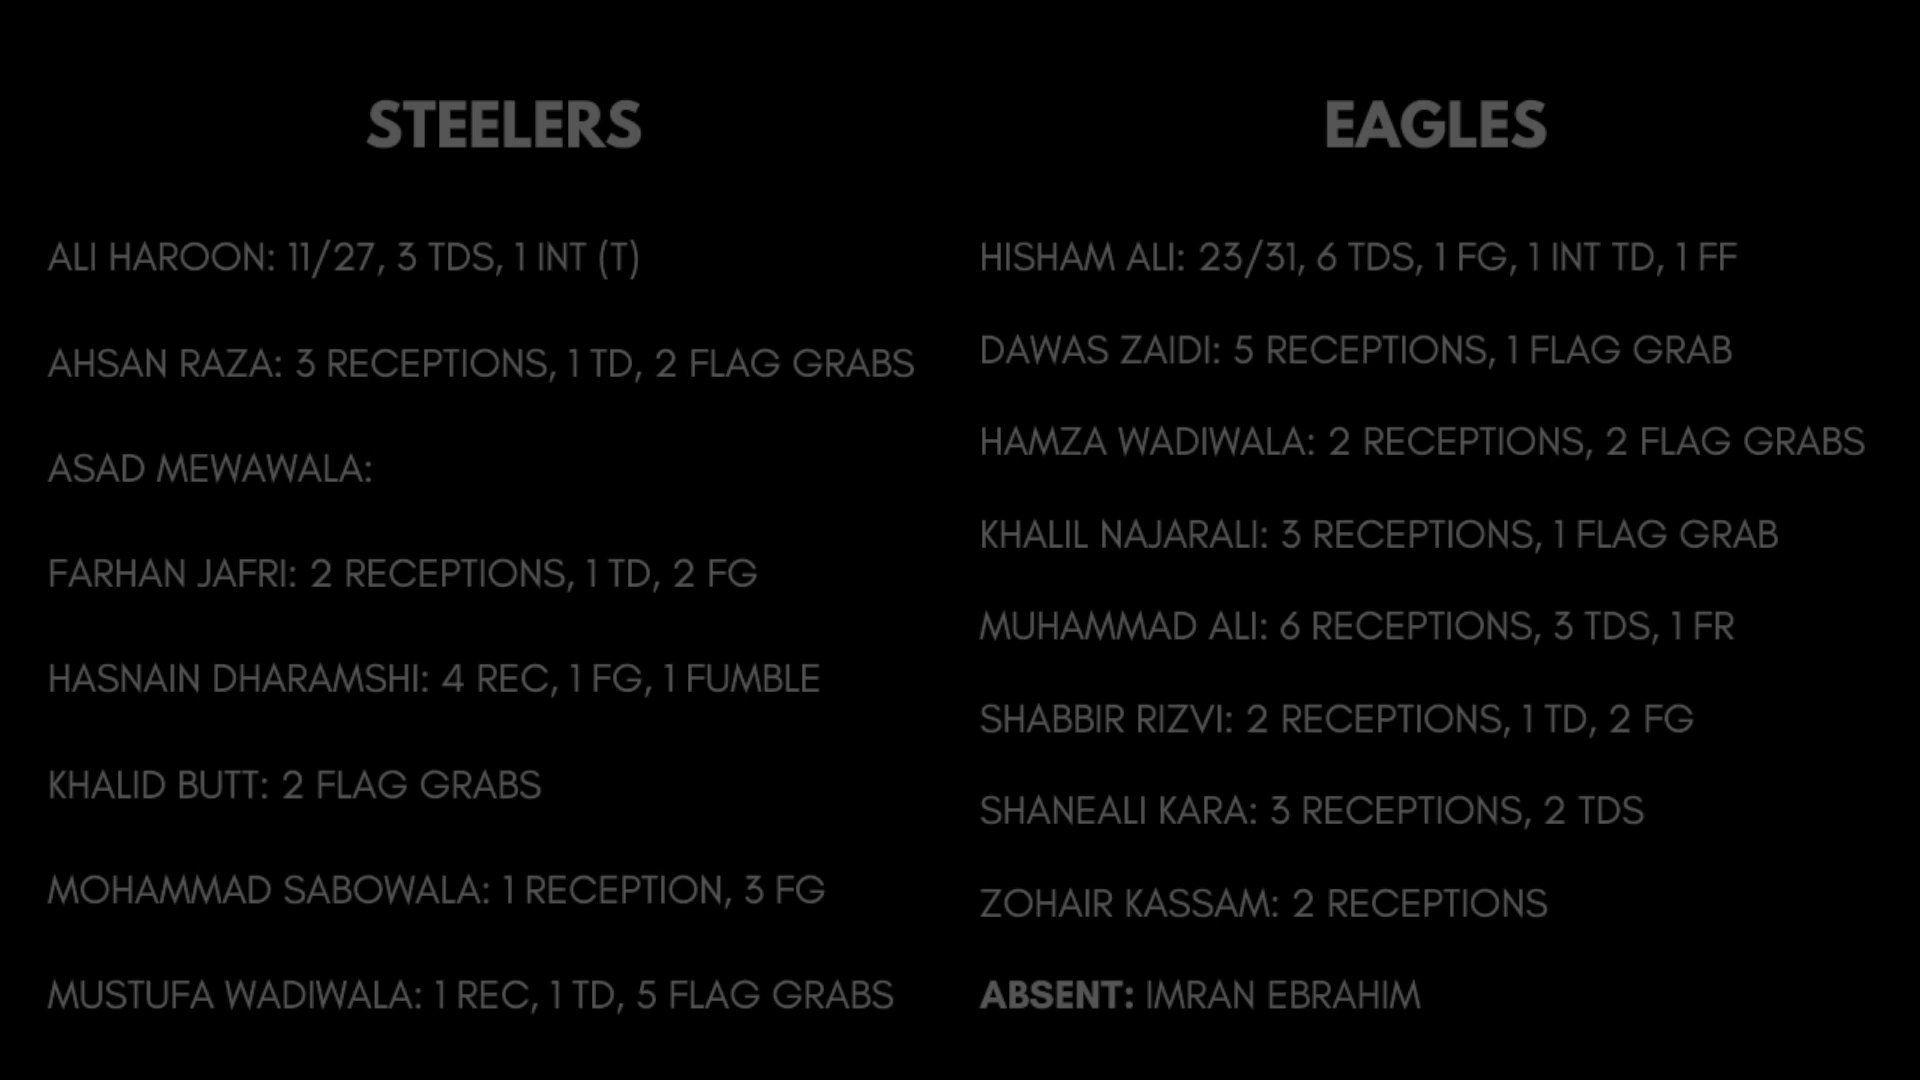 STEELERS
ALI HAROON: 11/27, 3 TDS, 1 INT (T)
AHSAN RAZA: 3 RECEPTIONS, 1 TD, 2 FLAG GRABS
ASAD MEWAWALA:
FARHAN JAFRI: 2 RECEPTIONS, 1 TD, 2 FG
HASNAIN DHARAMSHI: 4 REC, 1 FG, 1 FUMBLE
KHALID BUTT: 2 FLAG GRABS
MOHAMMAD SABOWALA: 1 RECEPTION, 3 FG
MUSTUFA WADIWALA: 1 REC, 1 TD, 5 FLAG GRABS
EAGLES
HISHAM ALI: 23/31, 6 TDS, 1 FG, 1 INT TD, 1 FF
DAWAS ZAIDI: 5 RECEPTIONS, 1 FLAG GRAB
HAMZA WADIWALA: 2 RECEPTIONS, 2 FLAG GRABS
KHALIL NAJARALI: 3 RECEPTIONS, 1 FLAG GRAB
MUHAMMAD ALI: 6 RECEPTIONS, 3 TDS, 1 FR
SHABBIR RIZVI: 2 RECEPTIONS, 1 TD, 2 FG
SHANEALI KARA: 3 RECEPTIONS, 2 TDS
ZOHAIR KASSAM: 2 RECEPTIONS
ABSENT: IMRAN EBRAHIM